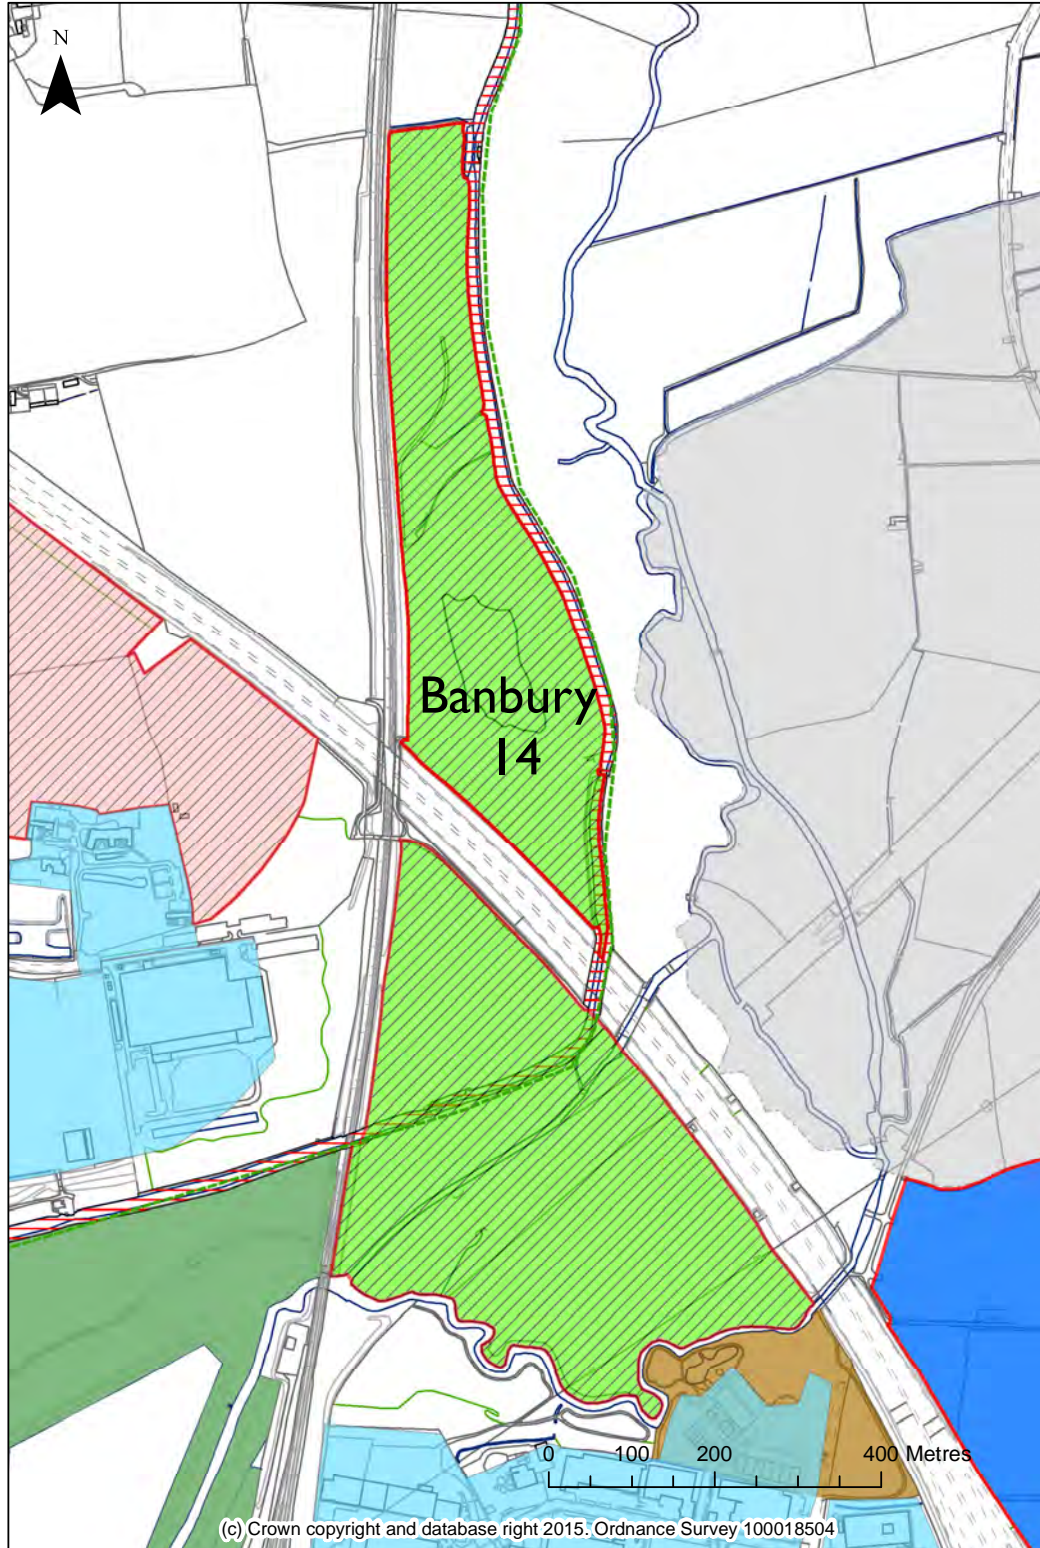 N
Banbury
14
0 100 200 400 Metres
(c) Crown copyright and database right 2015. Ordnance Survey 100018504